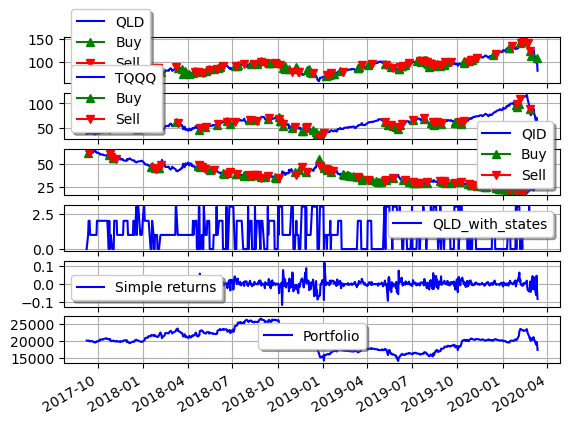 QLD
Buy
Sell
150
100
TQQQ
Buy
Sell
100
50
QID
Buy
Sell
50
25
QLD_with_states
2.5
0.0
Simple returns
0.1
0.0
−0.1
Portfolio
25000
20000
15000
2017-10
2018-01
2018-04
2018-07
2018-10
2019-01
2019-04
2019-07
2019-10
2020-01
2020-04